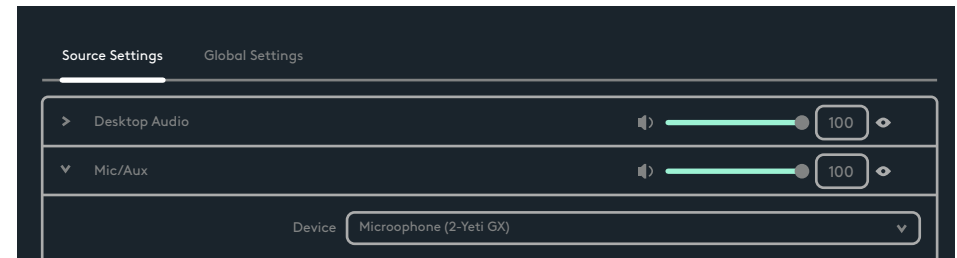 Source Settings Global Settings
Desktop Audio 100
Mic/Aux 100
Device Microophone (2-Yeti GX)